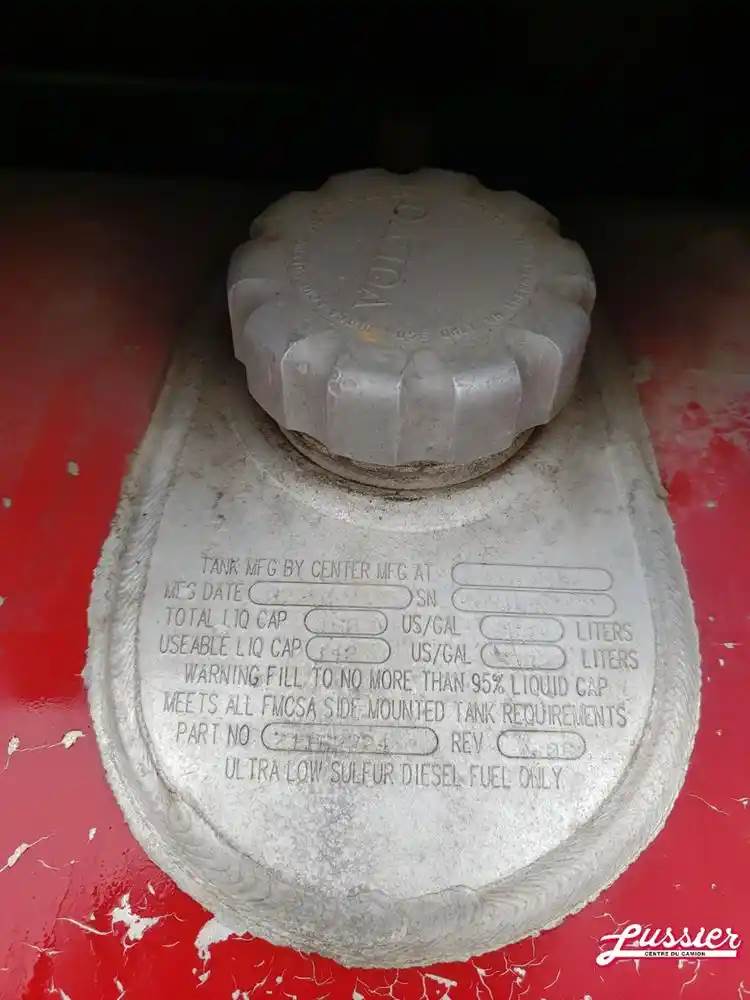 VOLVO
TANK MFG BY CENTER MFG AT
MFG DATE SN
TOTAL LIQ CAP US/GAL LITERS
USEABLE LIQ CAP 142 US/GAL LITERS
WARNING FILL TO NO MORE THAN 95% LIQUID CAP
MEETS ALL FMCSA SIDE MOUNTED TANK REQUIREMENTS
PART NO REV
ULTRA LOW SULFUR DIESEL FUEL ONLY
Lussier
CENTRE DU CAMION